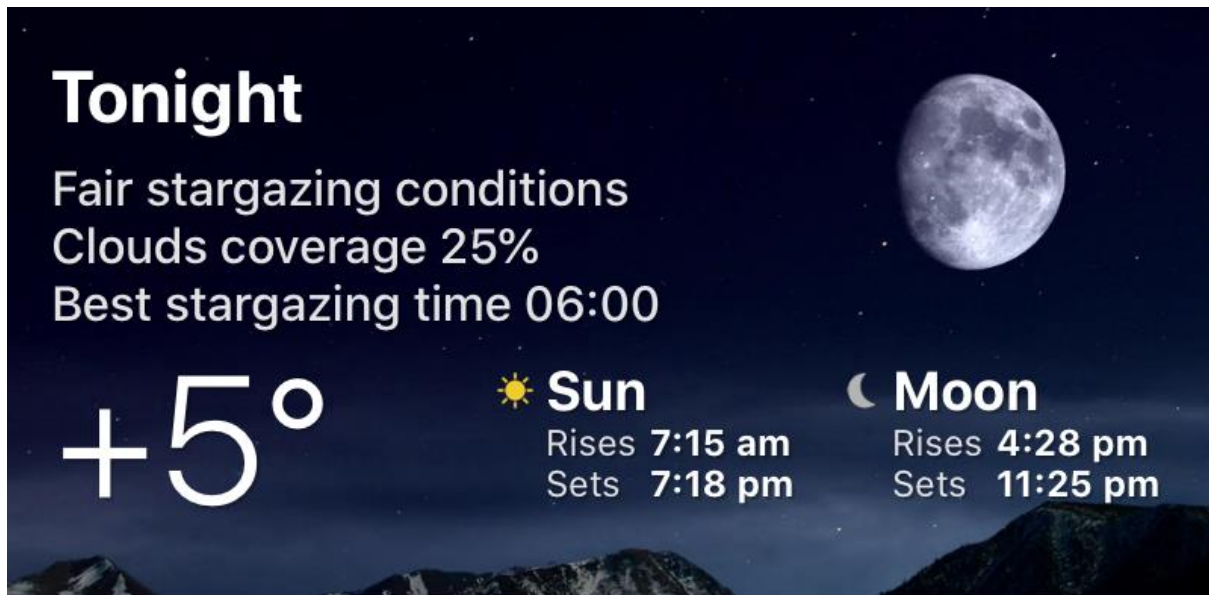 Tonight
Fair stargazing conditions
Clouds coverage 25%
Best stargazing time 06:00
+5°
Sun
Rises 7:15 am
Sets 7:18 pm
Moon
Rises 4:28 pm
Sets 11:25 pm